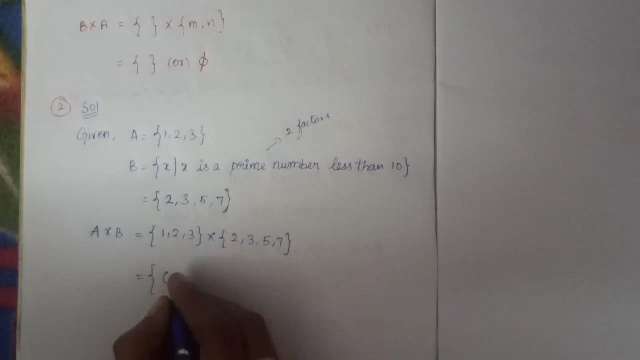 B×A = { } × {m, n}
= { } (or) ϕ
② Sol
2 factors
Given, A = {1, 2, 3}
B = {x | x is a prime number less than 10}
= {2, 3, 5, 7}
A×B = {1, 2, 3} × {2, 3, 5, 7}
= { (